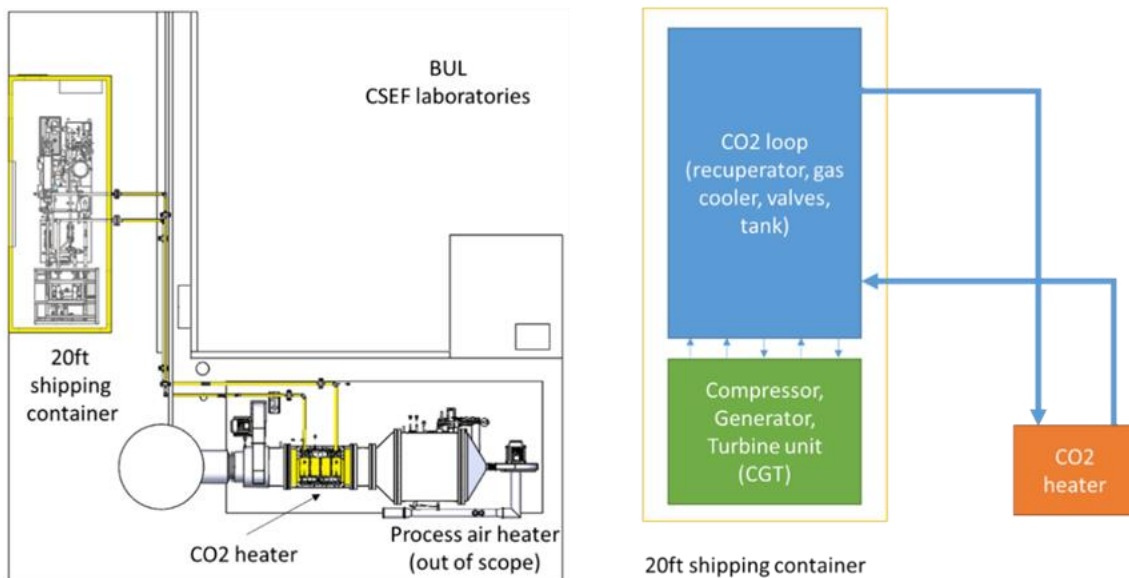 BUL
CSEF laboratories
20ft
shipping
container
CO2 heater
Process air heater
(out of scope)
CO2 loop
(recuperator, gas
cooler, valves,
tank)
Compressor,
Generator,
Turbine unit
(CGT)
CO2
heater
20ft shipping container